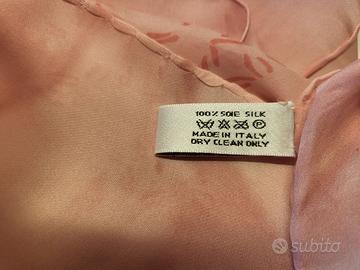 100% SOIE SILK
P
MADE IN ITALY
DRY CLEAN ONLY
subito